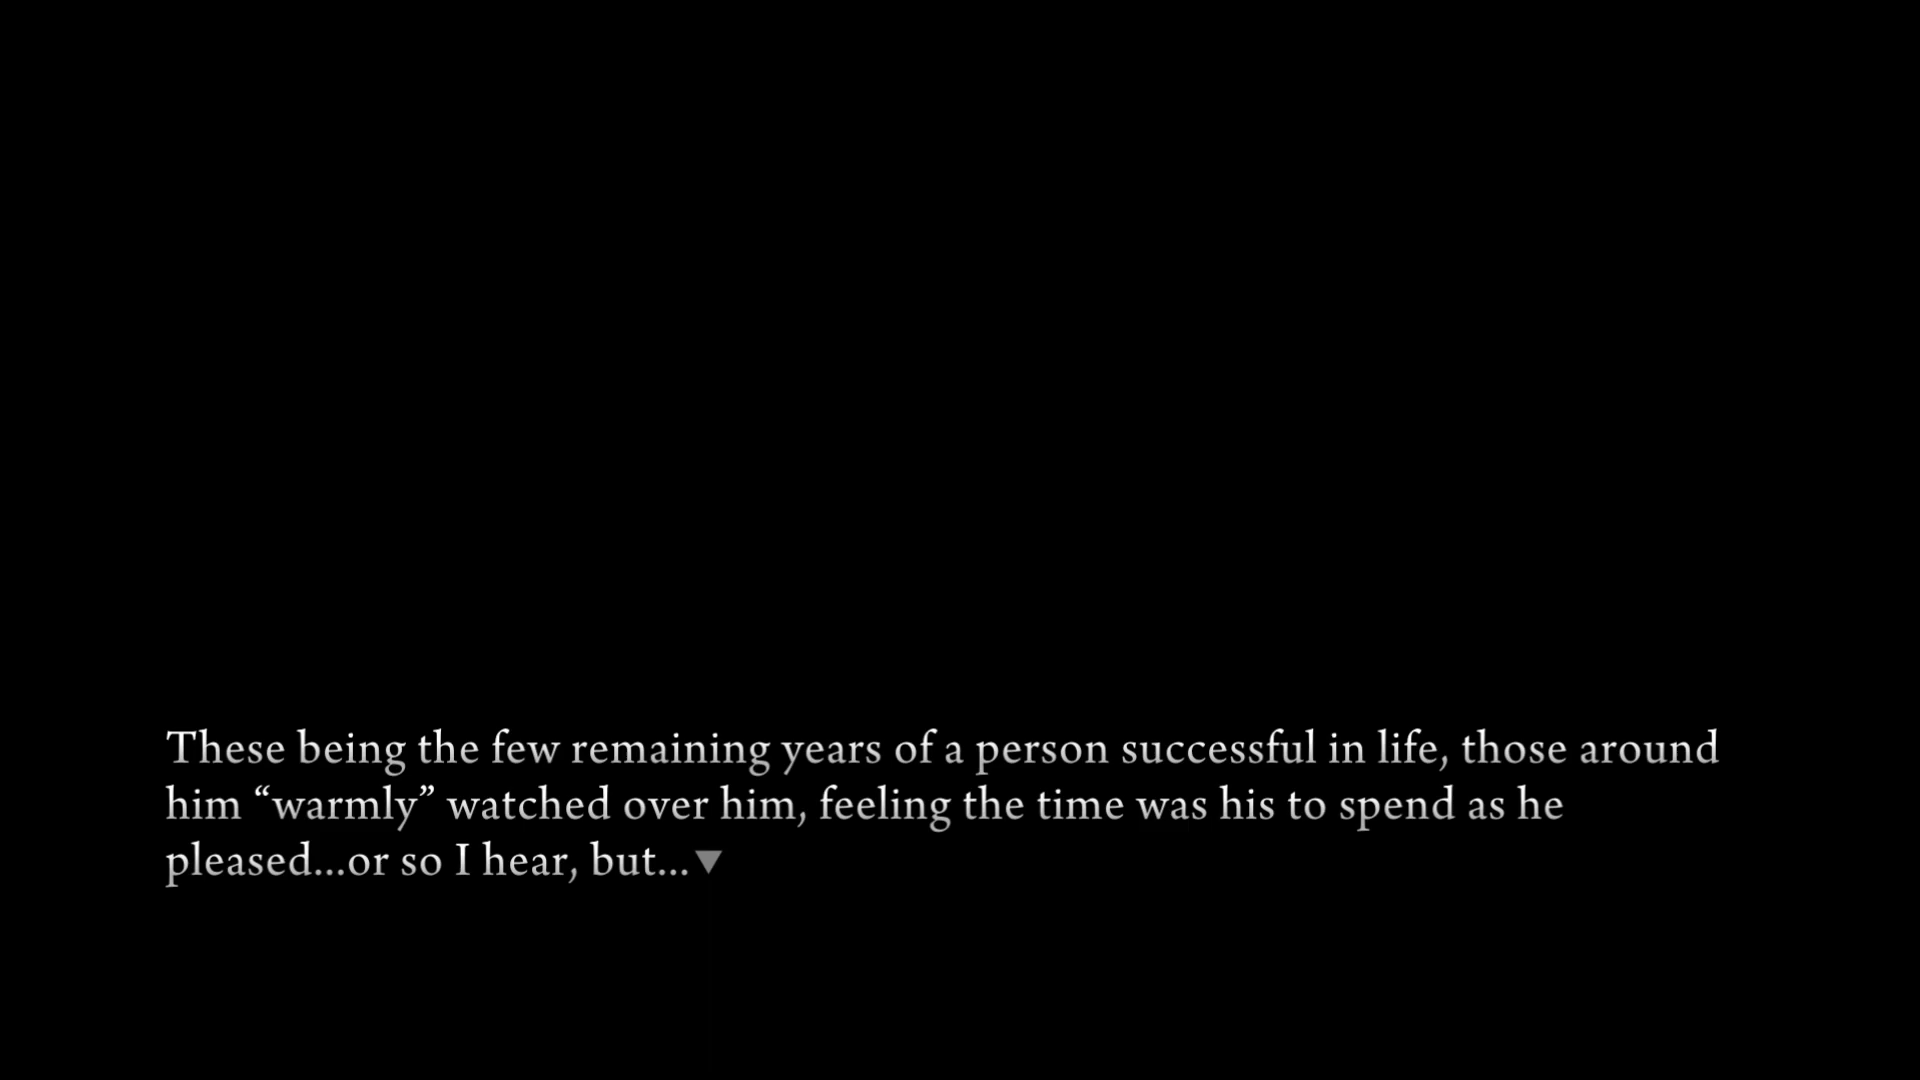 These being the few remaining years of a person successful in life, those around
him “warmly” watched over him, feeling the time was his to spend as he
pleased...or so I hear, but...